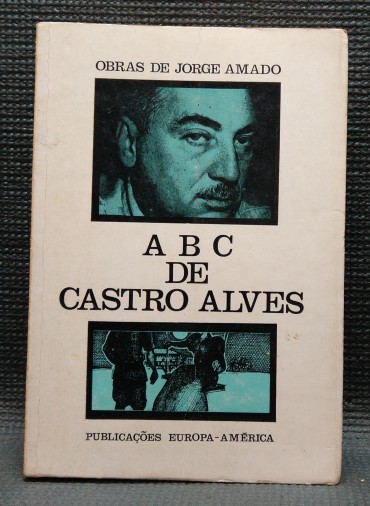 OBRAS DE JORGE AMADO
A B C
DE
CASTRO ALVES
PUBLICAÇÕES EUROPA-AMÉRICA